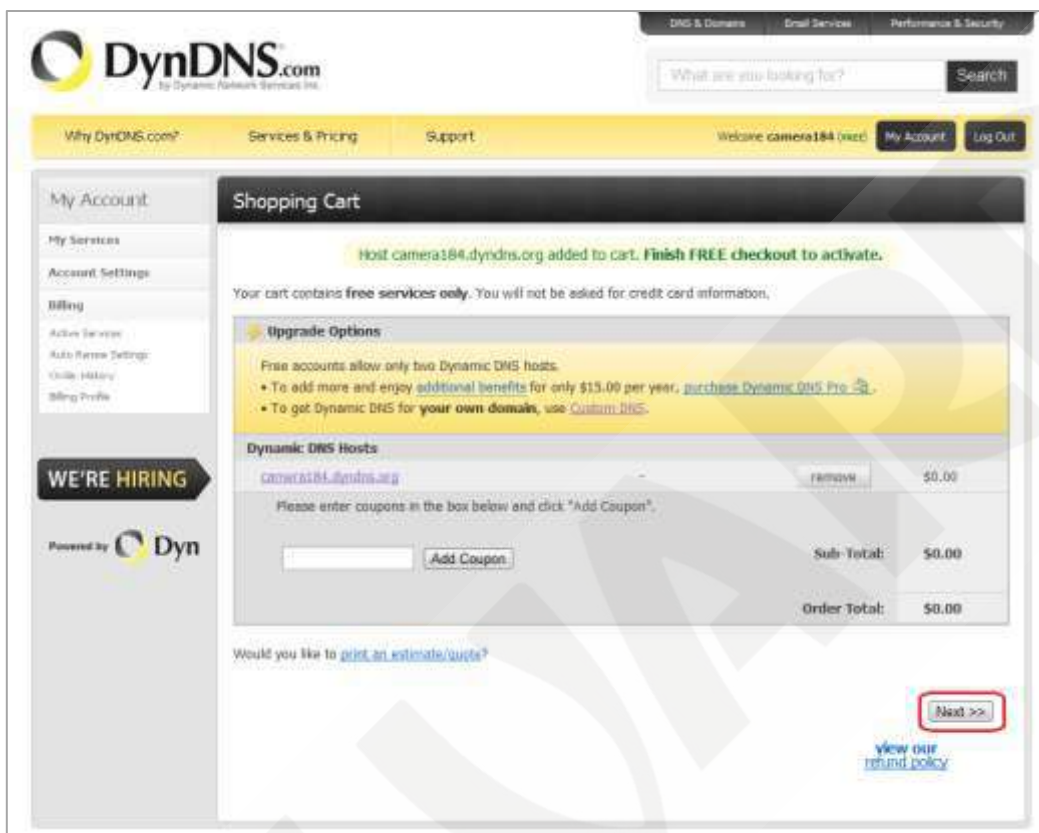 DNS & Domains Email Services Performance & Security
DynDNS.com
by Dynamic Network Services Inc.
What are you looking for? Search
Why DynDNS.com? Services & Pricing Support Welcome camera184 My Account Log Out
My Account
My Services
Account Settings
Billing
Active Services
Auto Renew Settings
Order History
Billing Profile
WE'RE HIRING
Powered by Dyn
Shopping Cart
Host camera184.dyndns.org added to cart. Finish FREE checkout to activate.
Your cart contains free services only. You will not be asked for credit card information.
Upgrade Options
Free accounts allow only two Dynamic DNS hosts.
• To add more and enjoy additional benefits for only $15.00 per year, purchase Dynamic DNS Pro.
• To get Dynamic DNS for your own domain, use Custom DNS.
Dynamic DNS Hosts
camera184.dyndns.org - remove $0.00
Please enter coupons in the box below and click "Add Coupon".
Add Coupon Sub-Total: $0.00
Order Total: $0.00
Would you like to print an estimate/quote?
Next >>
view our
refund policy